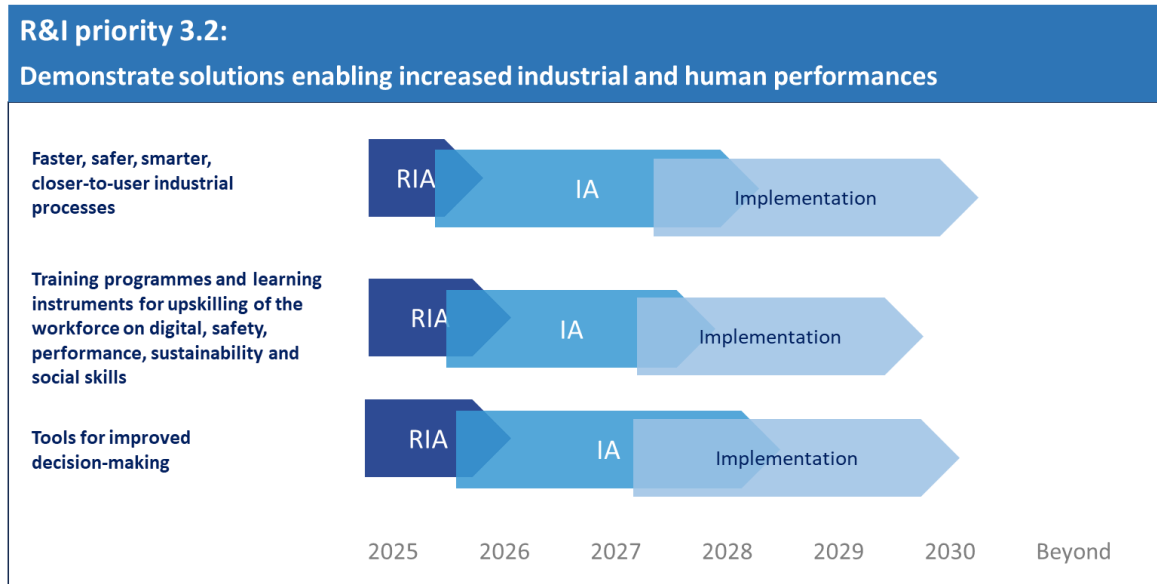 R&I priority 3.2:
Demonstrate solutions enabling increased industrial and human performances
Faster, safer, smarter,
closer-to-user industrial
processes
RIA
IA
Implementation
Training programmes and learning
instruments for upskilling of the
workforce on digital, safety,
performance, sustainability and
social skills
RIA
IA
Implementation
Tools for improved
decision-making
RIA
IA
Implementation
2025 2026 2027 2028 2029 2030 Beyond